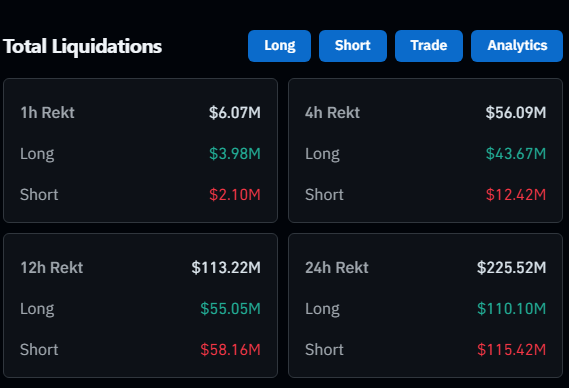 Total Liquidations Long Short Trade Analytics
1h Rekt $6.07M
Long $3.98M
Short $2.10M
4h Rekt $56.09M
Long $43.67M
Short $12.42M
12h Rekt $113.22M
Long $55.05M
Short $58.16M
24h Rekt $225.52M
Long $110.10M
Short $115.42M